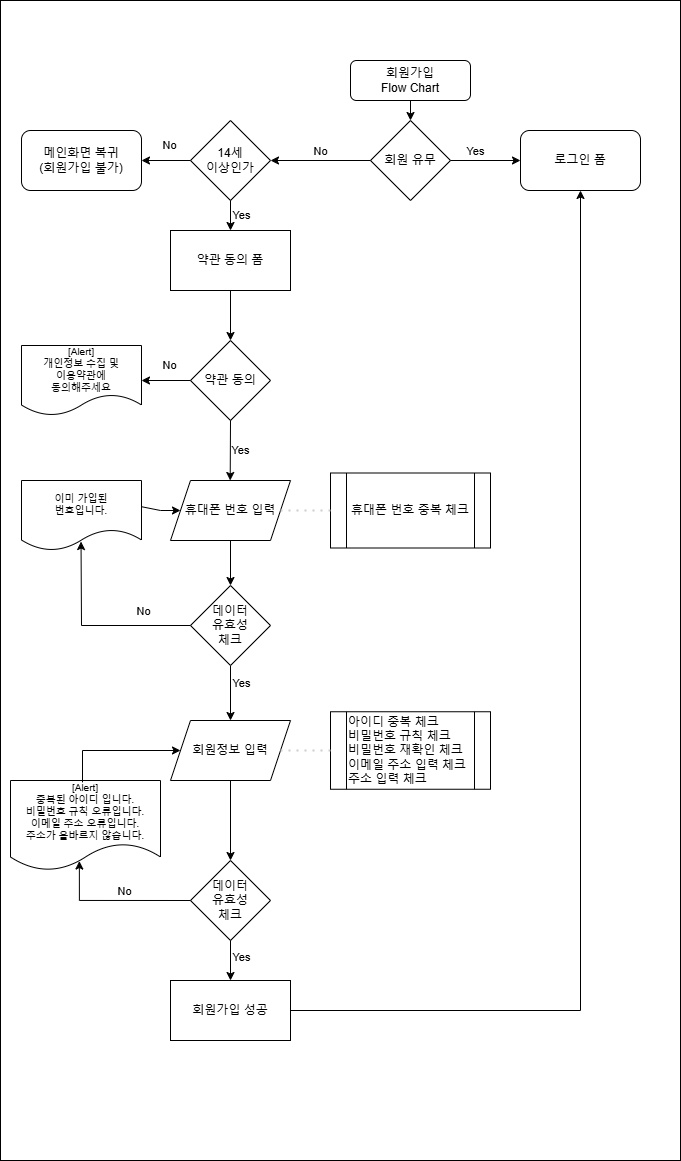 회원가입
Flow Chart
메인화면 복귀
(회원가입 불가)
No
14세
이상인가
No
회원 유무
Yes
로그인 폼
Yes
약관 동의 폼
[Alert]
개인정보 수집 및
이용약관에
동의해주세요
No
약관 동의
Yes
이미 가입된
번호입니다.
휴대폰 번호 입력
휴대폰 번호 중복 체크
No
데이터
유효성
체크
Yes
회원정보 입력
아이디 중복 체크
비밀번호 규칙 체크
비밀번호 재확인 체크
이메일 주소 입력 체크
주소 입력 체크
[Alert]
중복된 아이디 입니다.
비밀번호 규칙 오류입니다.
이메일 주소 오류입니다.
주소가 올바르지 않습니다.
No
데이터
유효성
체크
Yes
회원가입 성공